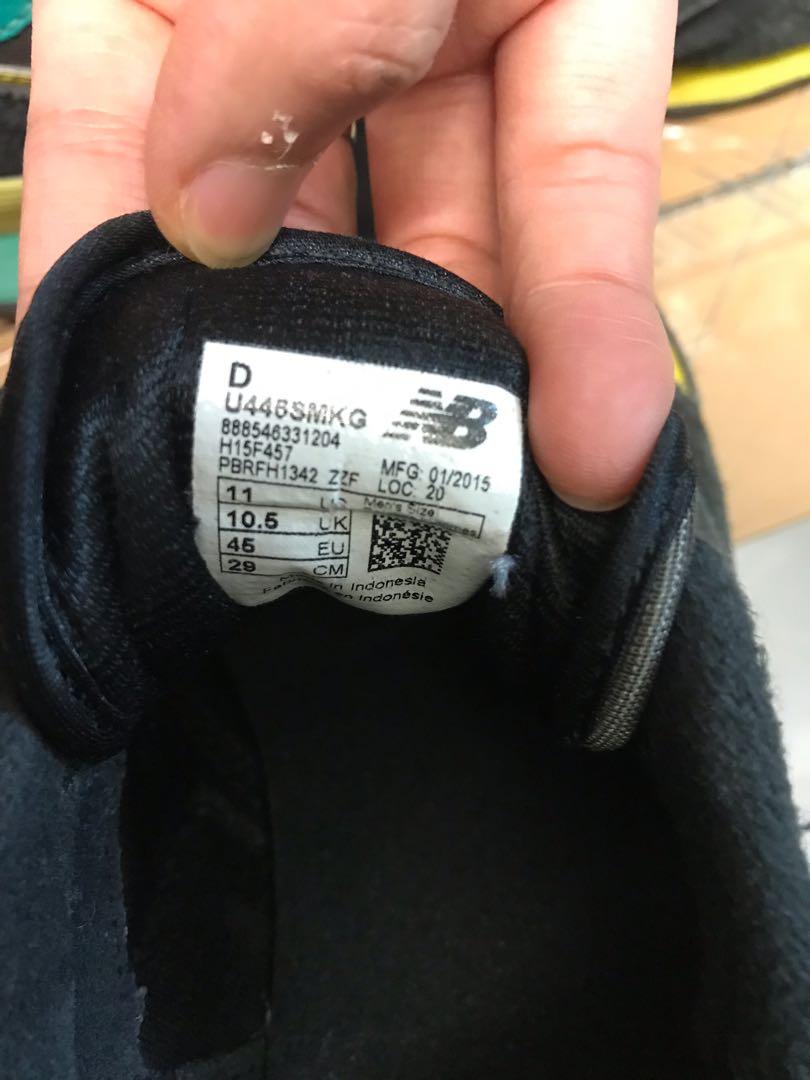 D
U446SMKG
NB
888546331204
H15F457
PBRFH1342 ZZF
MFG: 01/2015
LOC: 20
11
10.5 UK
45 EU
29 CM
Men's Size
in Indonesia
en Indonésie